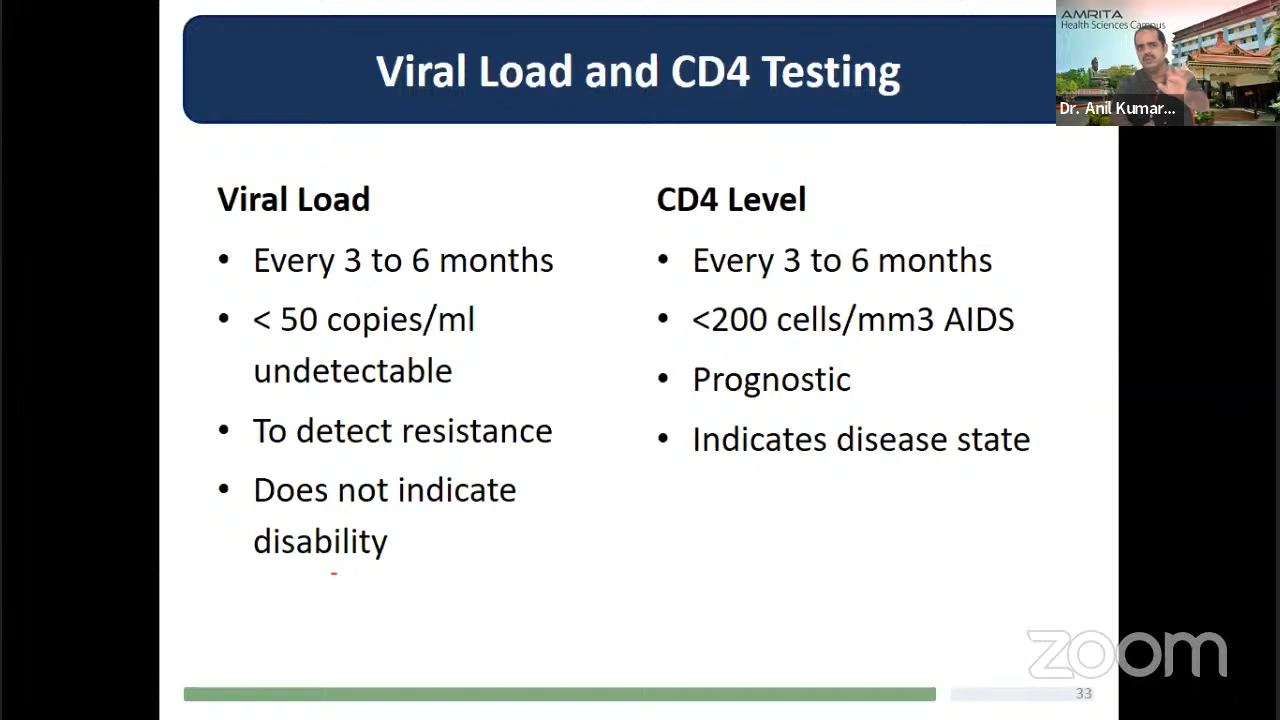 Viral Load and CD4 Testing
AMRITA
Health Sciences Campus
Dr. Anil Kumar...
Viral Load
• Every 3 to 6 months
• < 50 copies/ml
undetectable
• To detect resistance
• Does not indicate
disability
CD4 Level
• Every 3 to 6 months
• <200 cells/mm3 AIDS
• Prognostic
• Indicates disease state
zoom
33